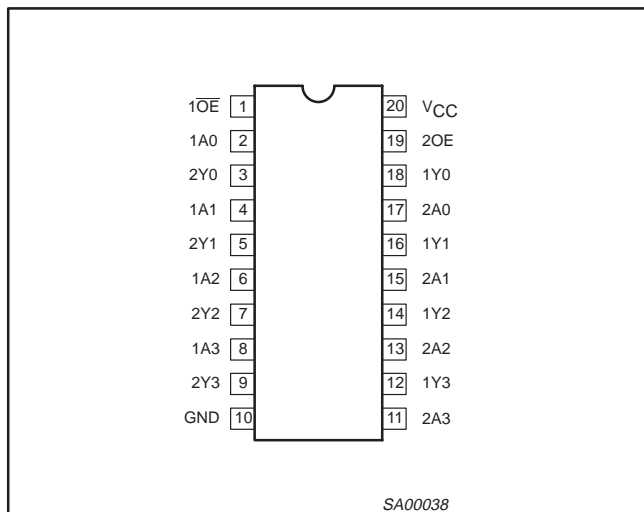 1O̅E̅ 1 20 VCC
1A0 2 19 2OE
2Y0 3 18 1Y0
1A1 4 17 2A0
2Y1 5 16 1Y1
1A2 6 15 2A1
2Y2 7 14 1Y2
1A3 8 13 2A2
2Y3 9 12 1Y3
GND 10 11 2A3
SA00038